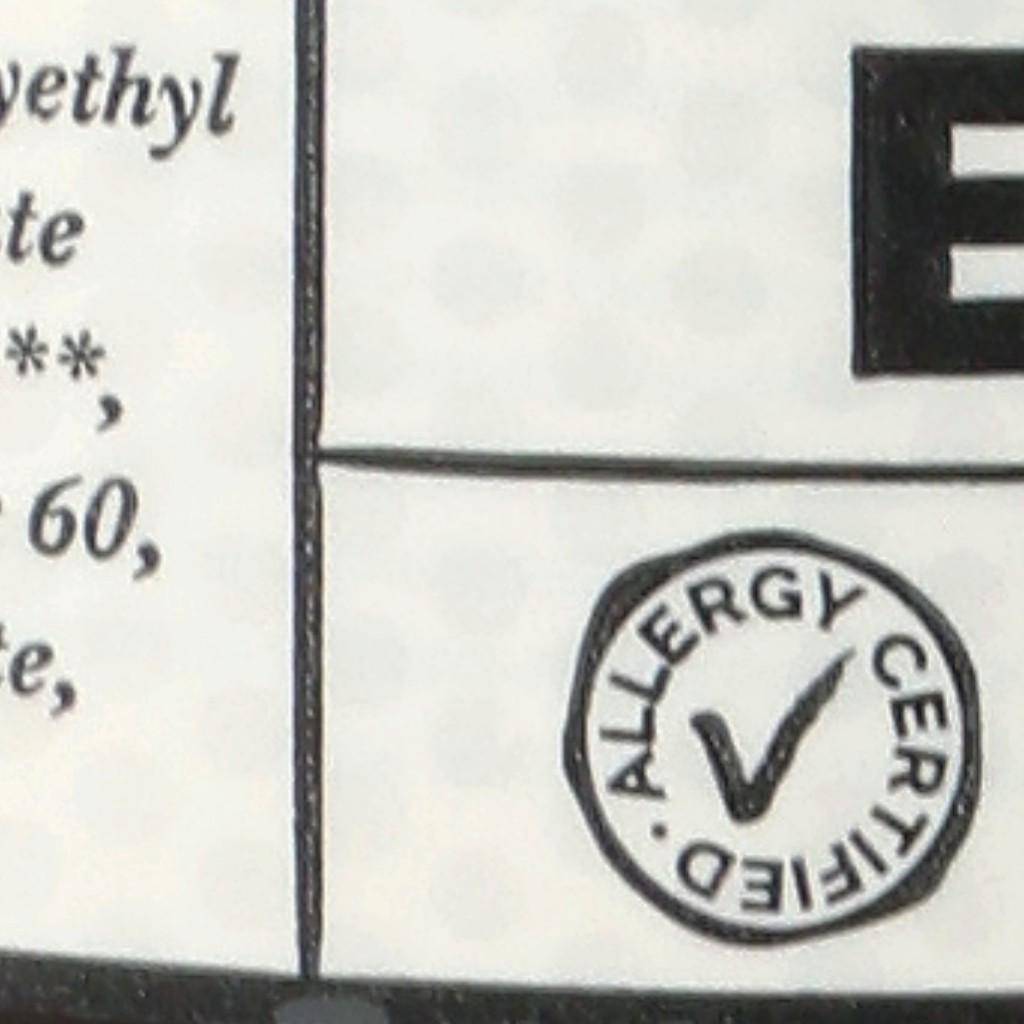 yethyl
te
**,
60,
te,
E
ALLERGY CERTIFIED ·